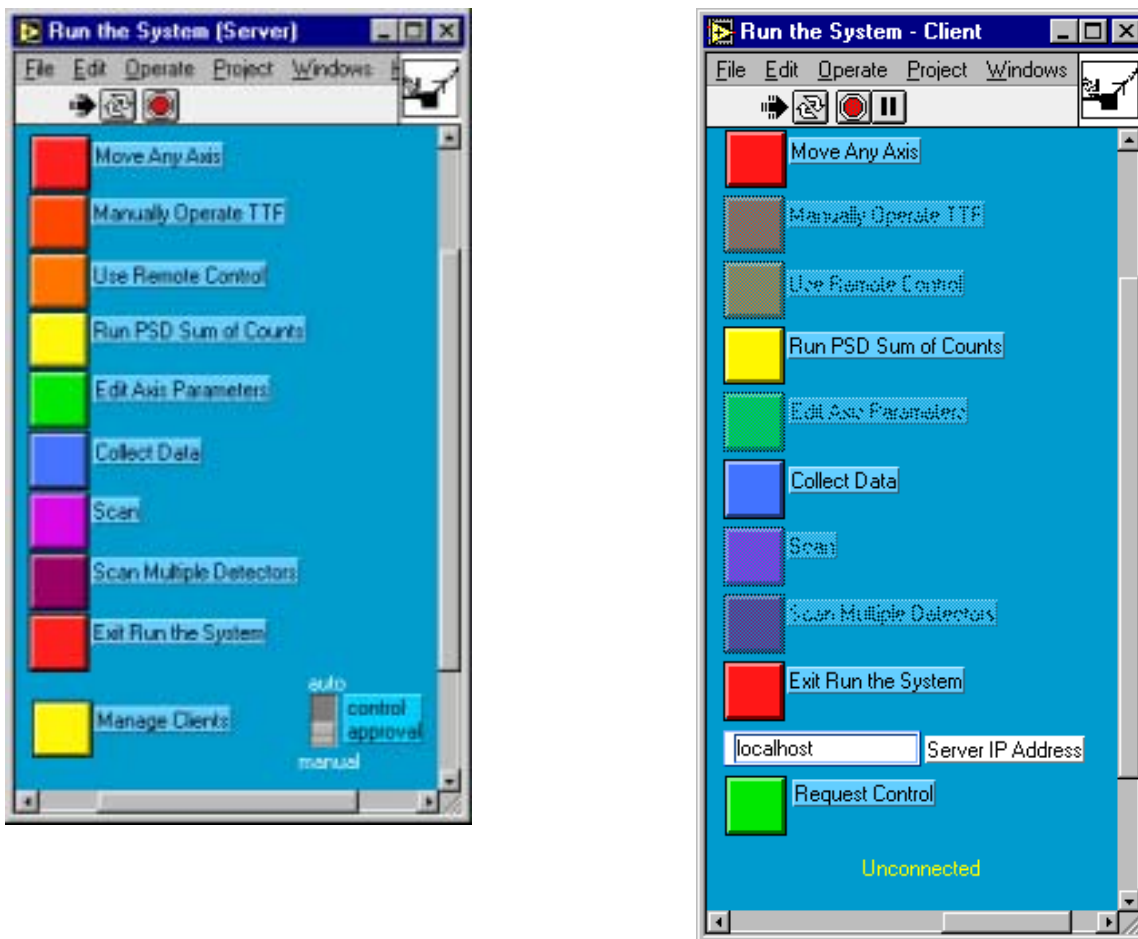 Run the System (Server)
File Edit Operate Project Windows
Move Any Axis
Manually Operate TTF
Use Remote Control
Run PSD Sum of Counts
Edit Axis Parameters
Collect Data
Scan
Scan Multiple Detectors
Exit Run the System
Manage Clients
auto
control
approval
manual
Run the System - Client
File Edit Operate Project Windows
Move Any Axis
Manually Operate TTF
Use Remote Control
Run PSD Sum of Counts
Edit Axis Parameters
Collect Data
Scan
Scan Multiple Detectors
Exit Run the System
localhost Server IP Address
Request Control
Unconnected